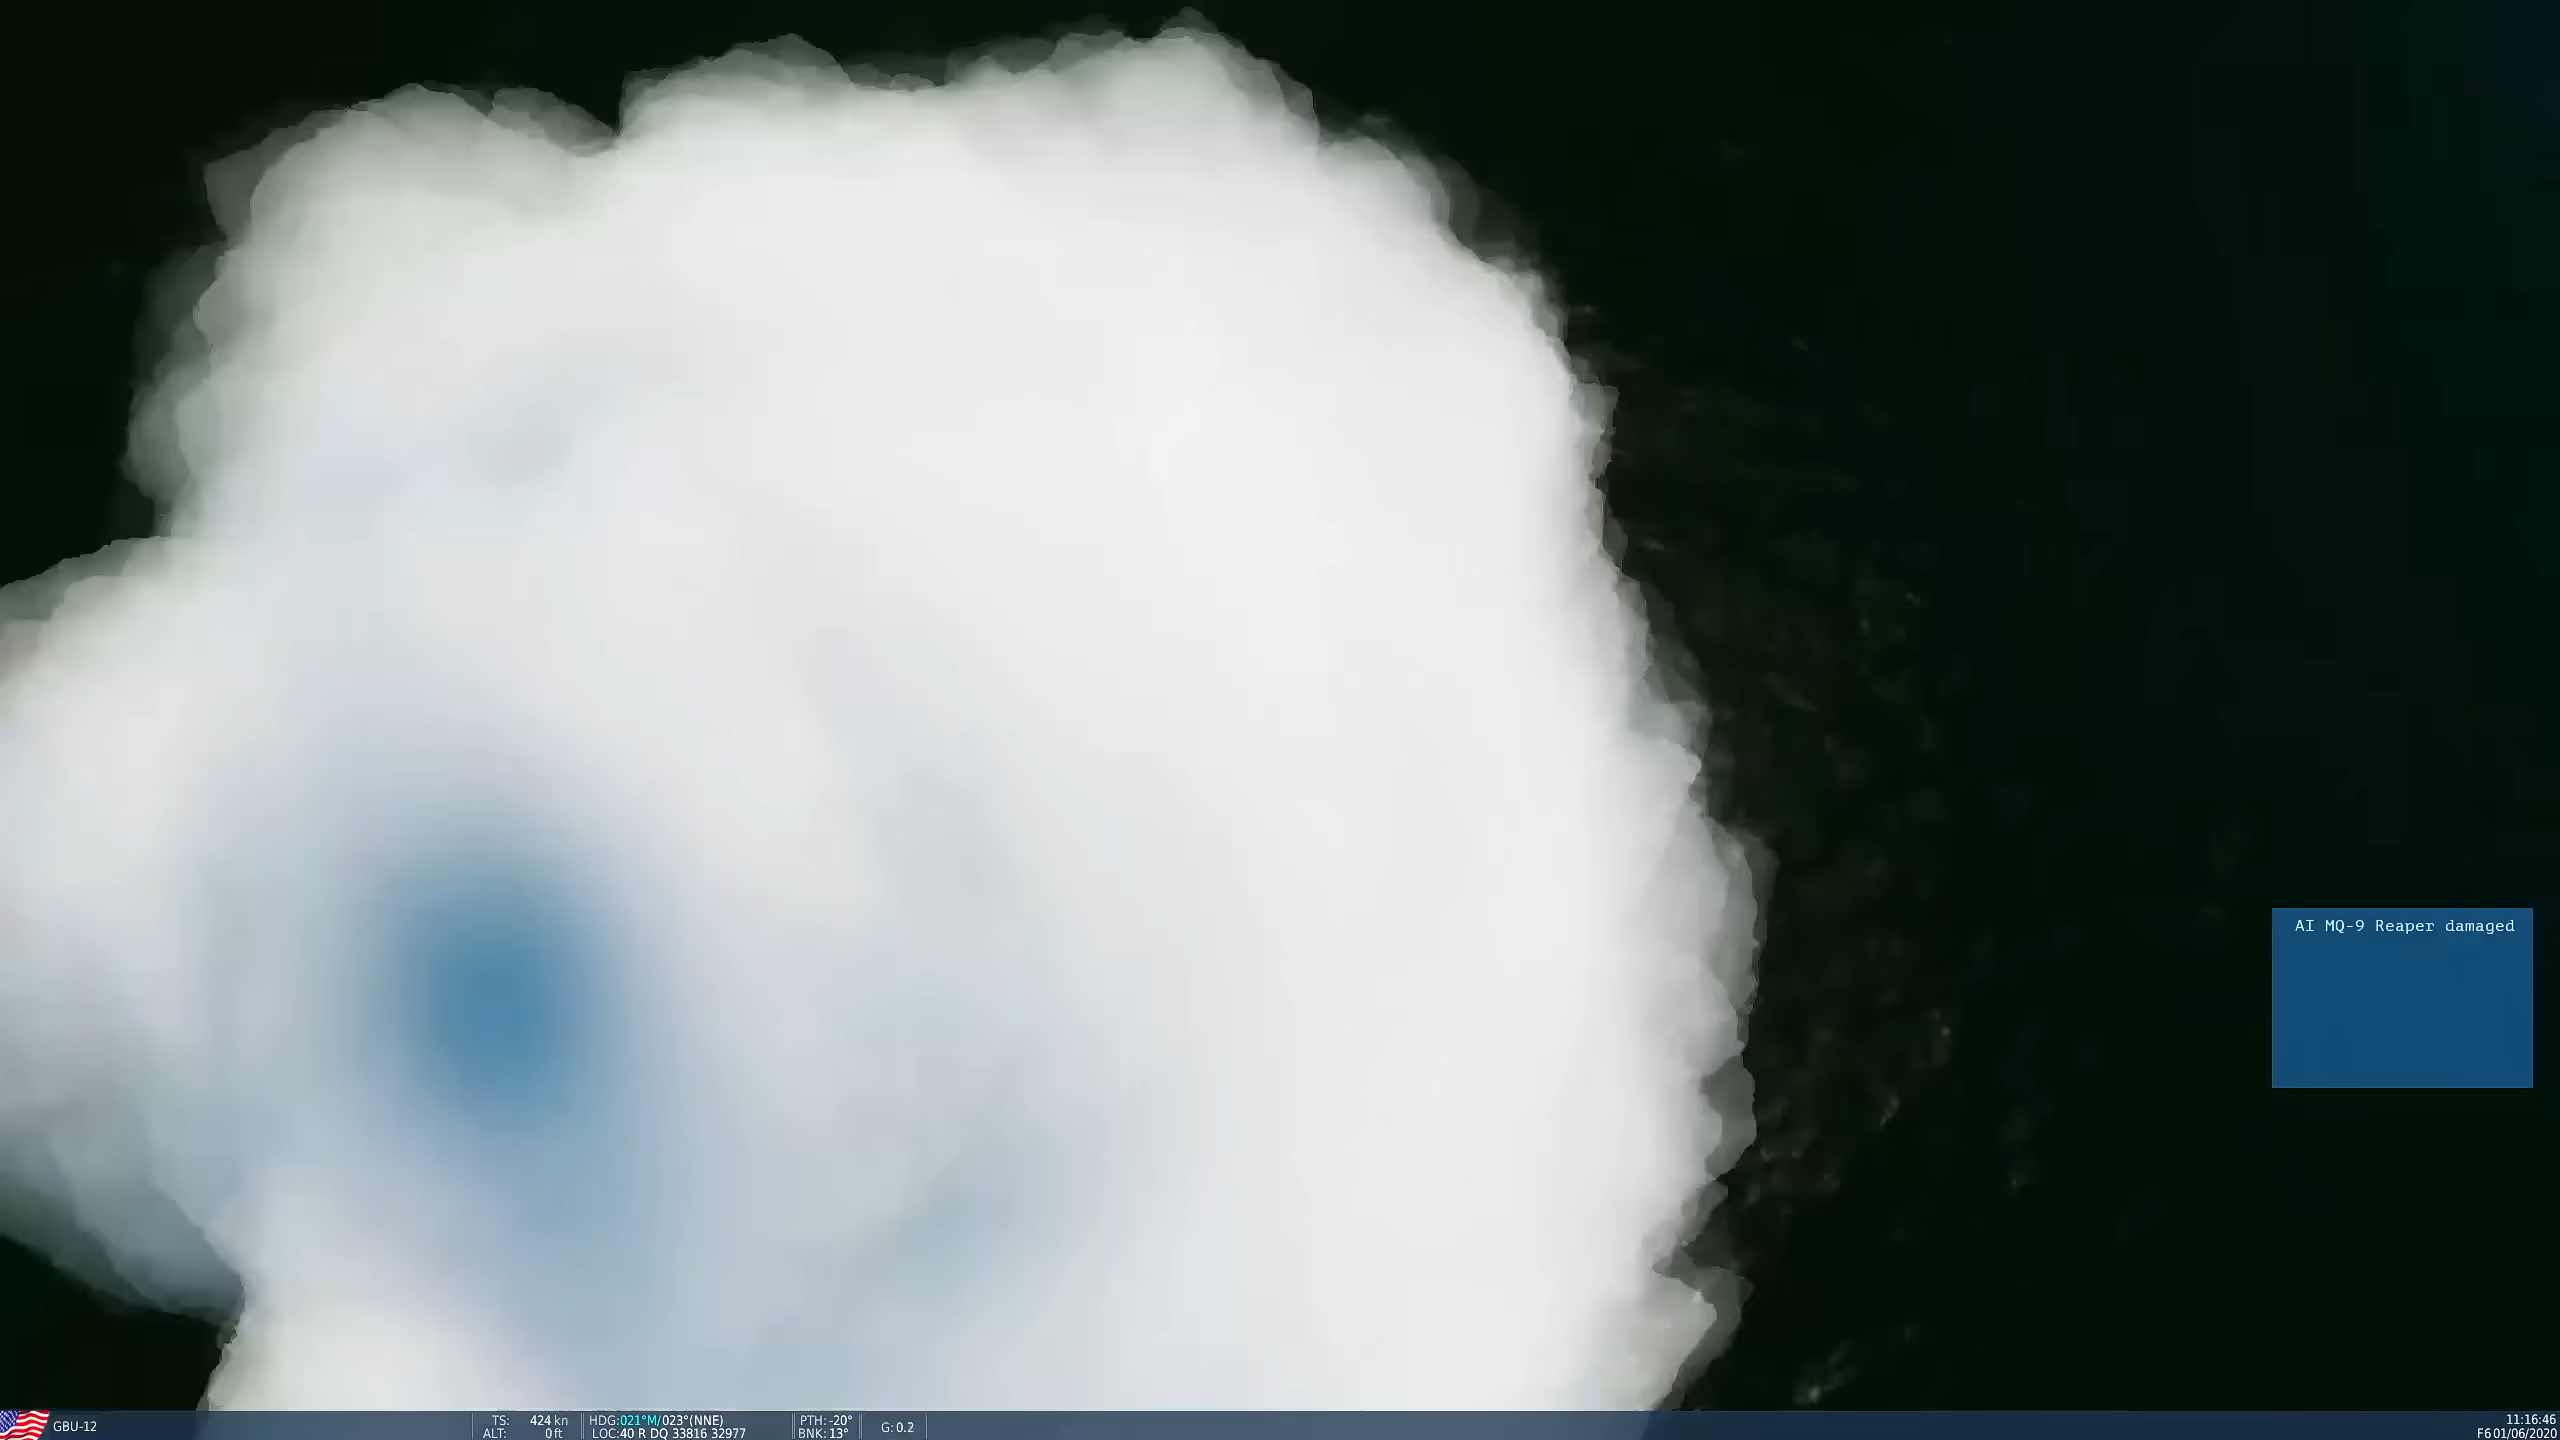 AI MQ-9 Reaper damaged
GBU-12
TS: 424 kn
ALT: 0 ft
HDG:021°M/023°(NNE)
LOC:40 R DQ 33816 32977
PTH: -20°
BNK: 13°
G: 0.2
11:16:46
F6 01/06/2020